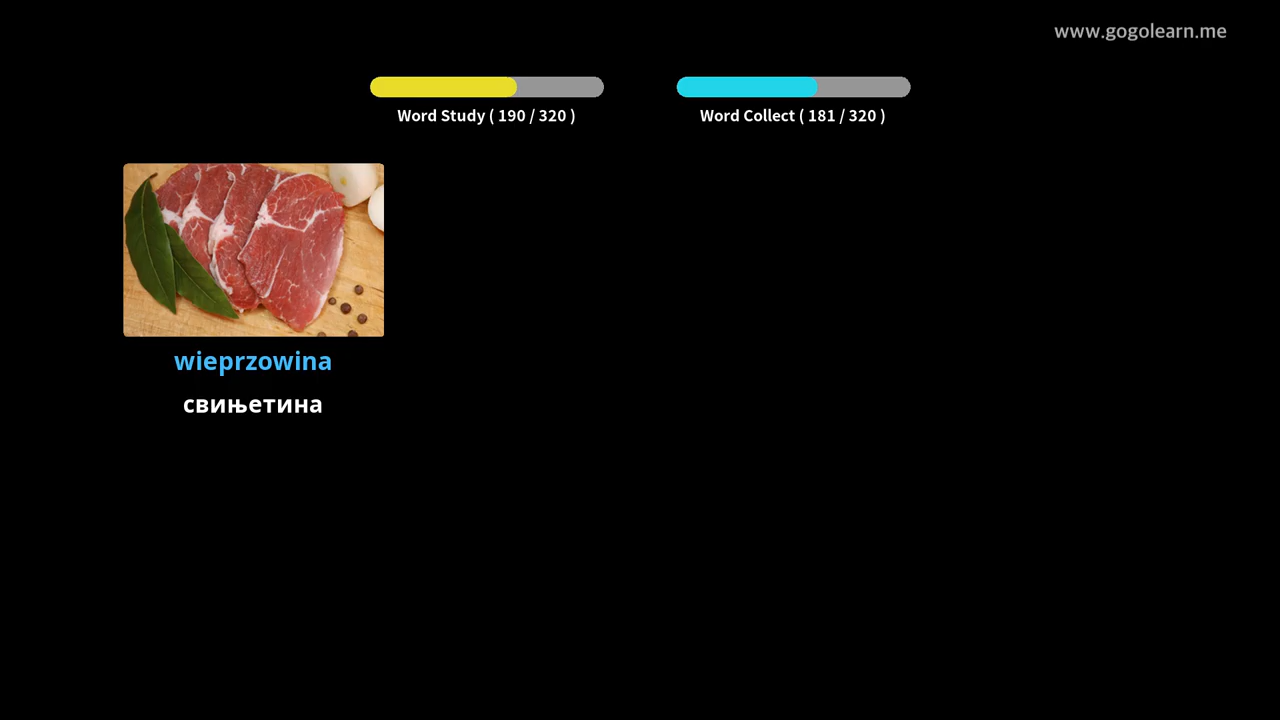 www.gogolearn.me
Word Study ( 190 / 320 )
Word Collect ( 181 / 320 )
wieprzowina
свињетина